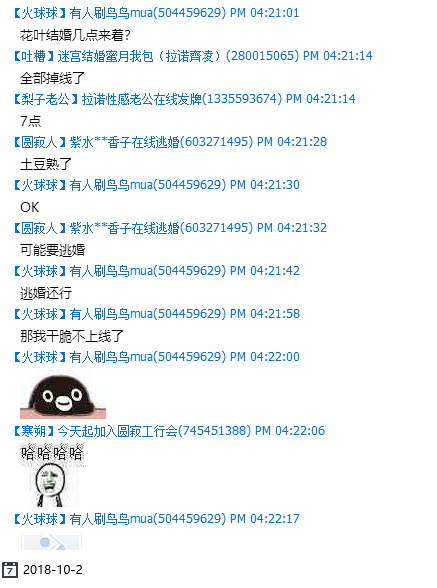 【火球球】有人刷鸟鸟mua(504459629) PM 04:21:01
花叶结婚几点来着?
【吐槽】迷宫结婚蜜月我包（拉诺齊凌）(280015065) PM 04:21:14
全部掉线了
【梨子老公】拉诺性感老公在线发牌(1335593674) PM 04:21:14
7点
【圆寂人】紫水**香子在线逃婚(603271495) PM 04:21:28
土豆熟了
【火球球】有人刷鸟鸟mua(504459629) PM 04:21:30
OK
【圆寂人】紫水**香子在线逃婚(603271495) PM 04:21:32
可能要逃婚
【火球球】有人刷鸟鸟mua(504459629) PM 04:21:42
逃婚还行
【火球球】有人刷鸟鸟mua(504459629) PM 04:21:58
那我干脆不上线了
【火球球】有人刷鸟鸟mua(504459629) PM 04:22:00
【寒朔】今天起加入圆寂工行会(745451388) PM 04:22:06
哈哈哈哈
【火球球】有人刷鸟鸟mua(504459629) PM 04:22:17
7 2018-10-2